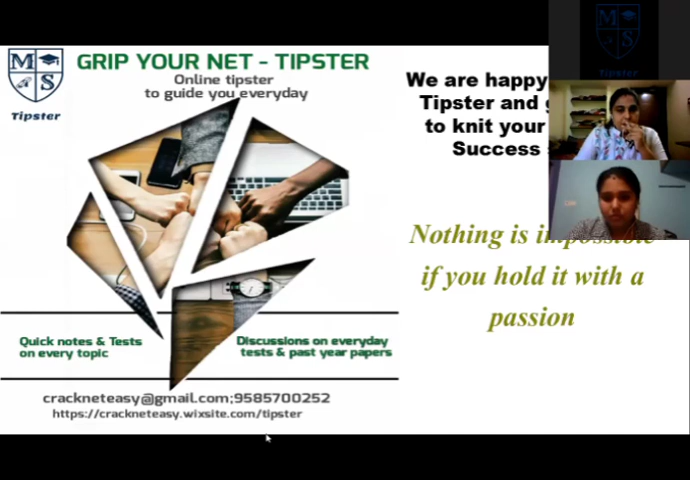 M
S
Tipster
GRIP YOUR NET - TIPSTER
Online tipster
to guide you everyday
Quick notes & Tests
on every topic
Discussions on everyday
tests & past year papers
crackneteasy@gmail.com;9585700252
https://crackneteasy.wixsite.com/tipster
We are happy
Tipster and
to knit your
Success
Nothing is impossible
if you hold it with a
passion
M
S
Tipster